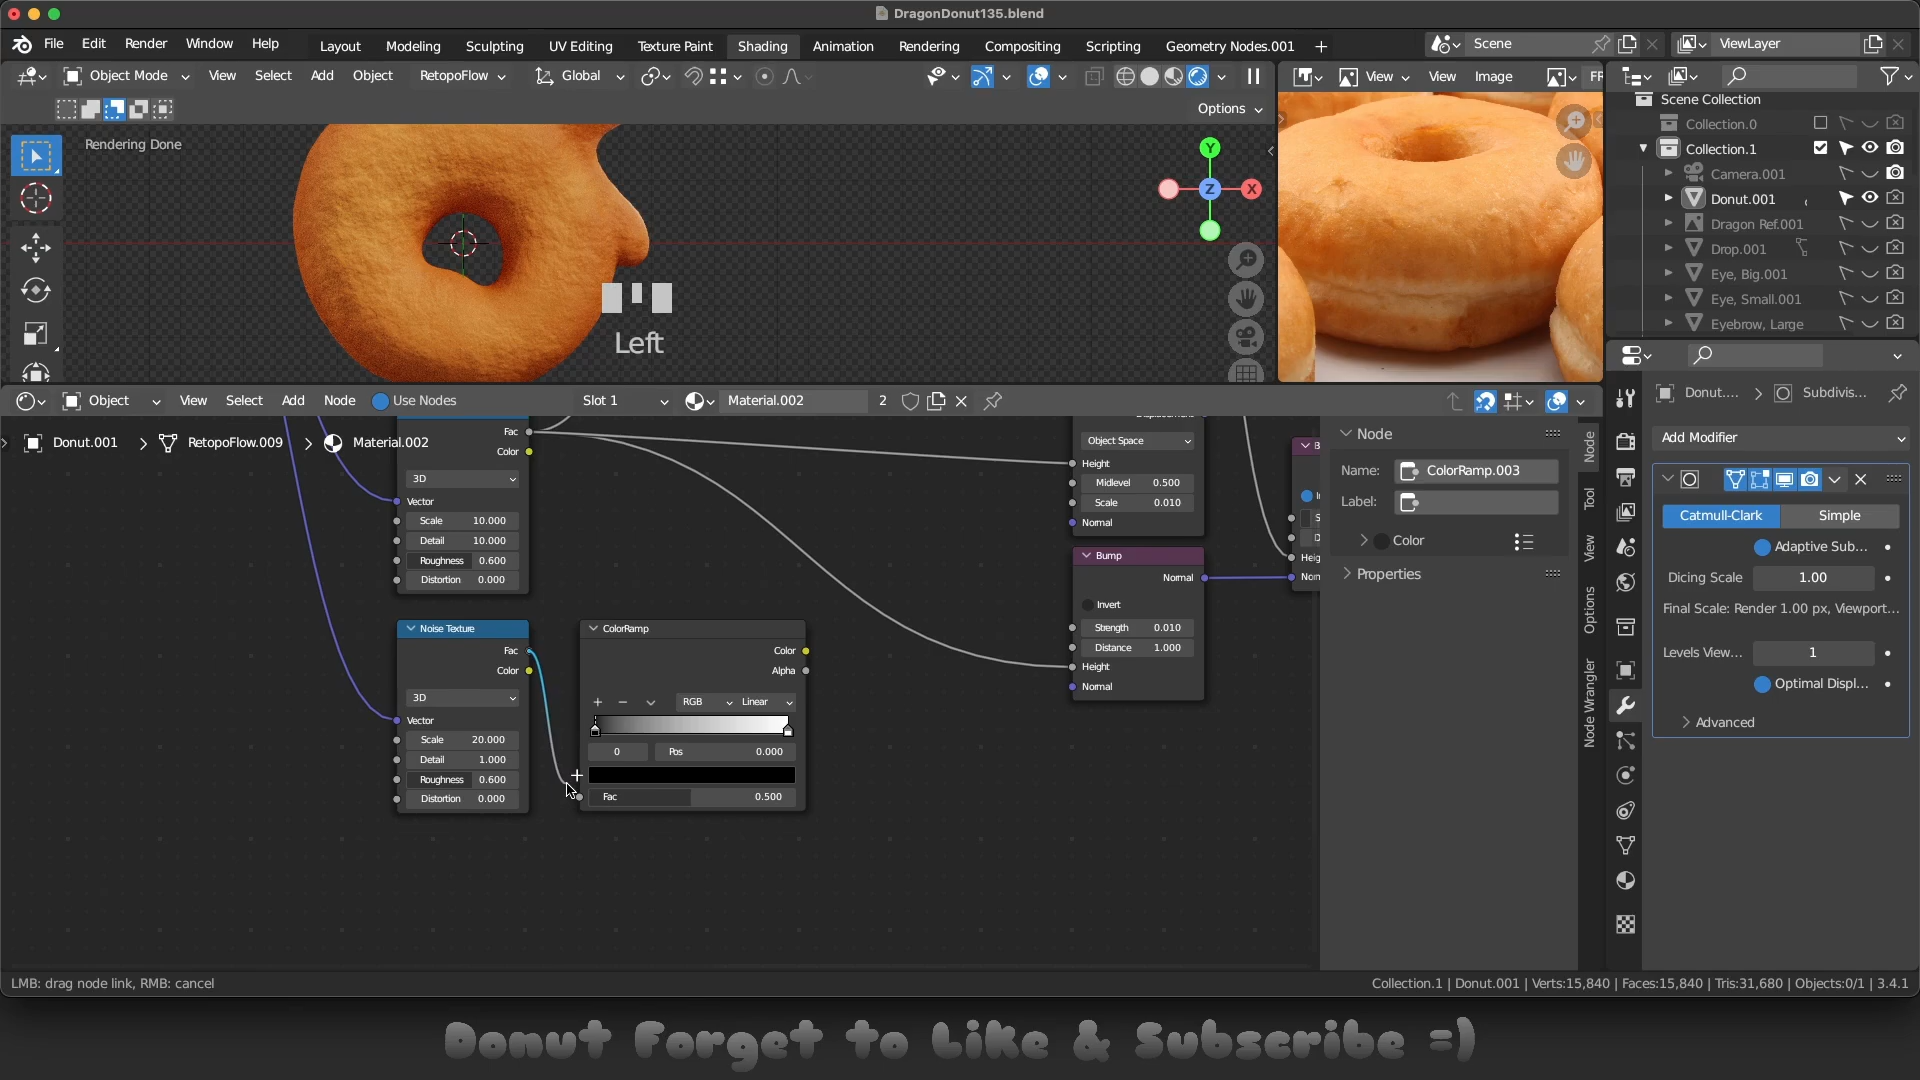 DragonDonut135.blend
File Edit Render Window Help
Layout Modeling Sculpting UV Editing Texture Paint Shading Animation Rendering Compositing Scripting Geometry Nodes.001
Scene
ViewLayer
Object Mode View Select Add Object RetopoFlow Global
View View Image FR
Options
Rendering Done
Y
Z X
Left
Scene Collection
Collection.0
Collection.1
Camera.001
Donut.001
Dragon Ref.001
Drop.001
Eye, Big.001
Eye, Small.001
Eyebrow, Large
Object View Select Add Node Use Nodes Slot 1 Material.002 2
Donut.001 > RetopoFlow.009 > Material.002
Fac
Color
3D
Vector
Scale 10.000
Detail 10.000
Roughness 0.600
Distortion 0.000
Noise Texture
Fac
Color
3D
Vector
Scale 20.000
Detail 1.000
Roughness 0.600
Distortion 0.000
ColorRamp
Color
Alpha
RGB Linear
0 Pos 0.000
Fac 0.500
Object Space
Height
Midlevel 0.500
Scale 0.010
Normal
Bump
Normal
Invert
Strength 0.010
Distance 1.000
Height
Normal
B
In
S
D
Heig
Norn
Node
Name: ColorRamp.003
Label:
Color
Properties
Node
Tool
View
Options
Node Wrangler
Donut.... > Subdivis...
Add Modifier
Catmull-Clark Simple
Adaptive Sub...
Dicing Scale 1.00
Final Scale: Render 1.00 px, Viewport...
Levels View... 1
Optimal Displ...
Advanced
LMB: drag node link, RMB: cancel
Collection.1 | Donut.001 | Verts:15,840 | Faces:15,840 | Tris:31,680 | Objects:0/1 | 3.4.1
Donut Forget to Like & Subscribe =)